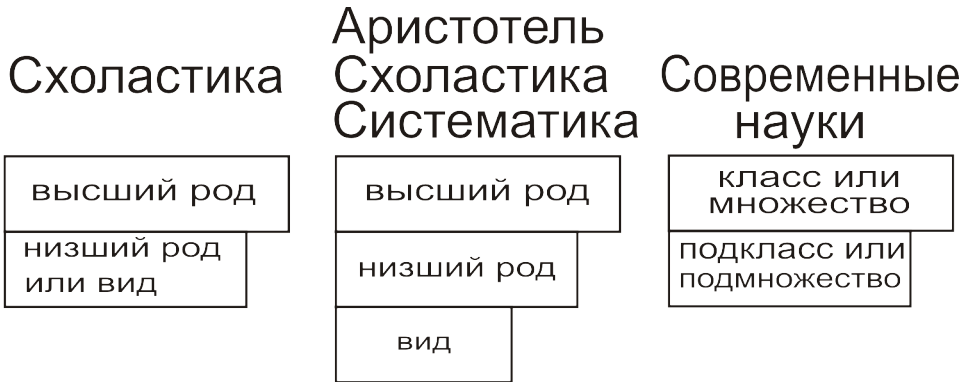 Схоластика
высший род
низший род
или вид
Аристотель
Схоластика
Систематика
высший род
низший род
вид
Современные
науки
класс или
множество
подкласс или
подмножество